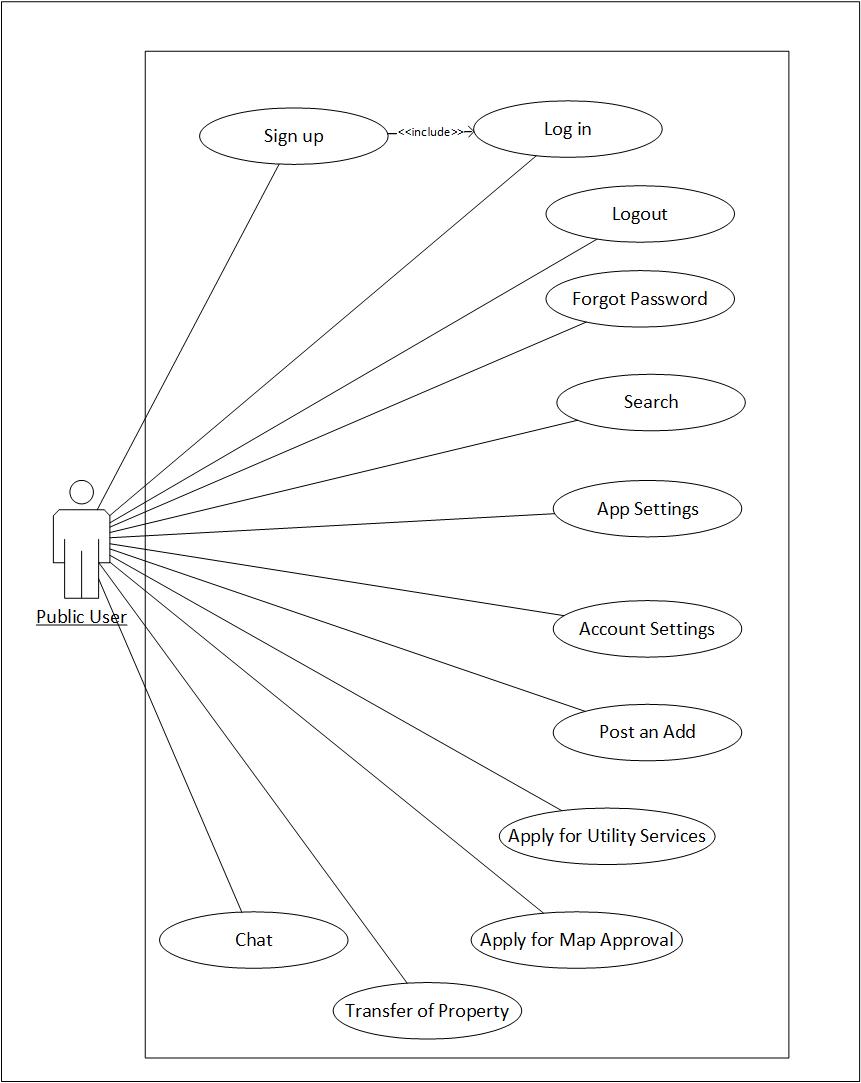 Sign up
<<include>>
Log in
Logout
Forgot Password
Search
App Settings
Public User
Account Settings
Post an Add
Apply for Utility Services
Chat
Apply for Map Approval
Transfer of Property